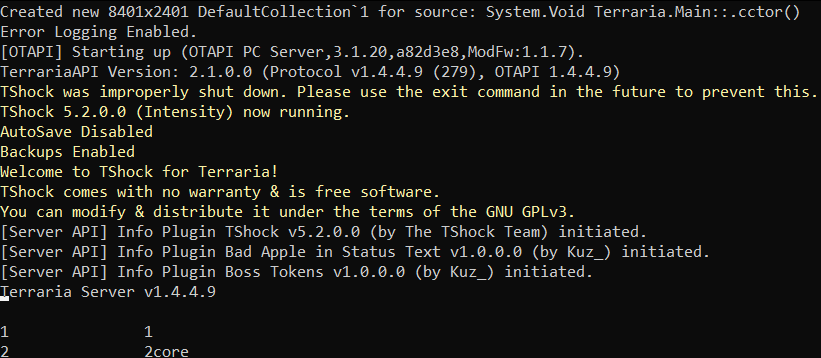 Created new 8401x2401 DefaultCollection`1 for source: System.Void Terraria.Main::.cctor()
Error Logging Enabled.
[OTAPI] Starting up (OTAPI PC Server,3.1.20,a82d3e8,ModFw:1.1.7).
TerrariaAPI Version: 2.1.0.0 (Protocol v1.4.4.9 (279), OTAPI 1.4.4.9)
TShock was improperly shut down. Please use the exit command in the future to prevent this.
TShock 5.2.0.0 (Intensity) now running.
AutoSave Disabled
Backups Enabled
Welcome to TShock for Terraria!
TShock comes with no warranty & is free software.
You can modify & distribute it under the terms of the GNU GPLv3.
[Server API] Info Plugin TShock v5.2.0.0 (by The TShock Team) initiated.
[Server API] Info Plugin Bad Apple in Status Text v1.0.0.0 (by Kuz_) initiated.
[Server API] Info Plugin Boss Tokens v1.0.0.0 (by Kuz_) initiated.
Terraria Server v1.4.4.9
1 1
2 2core